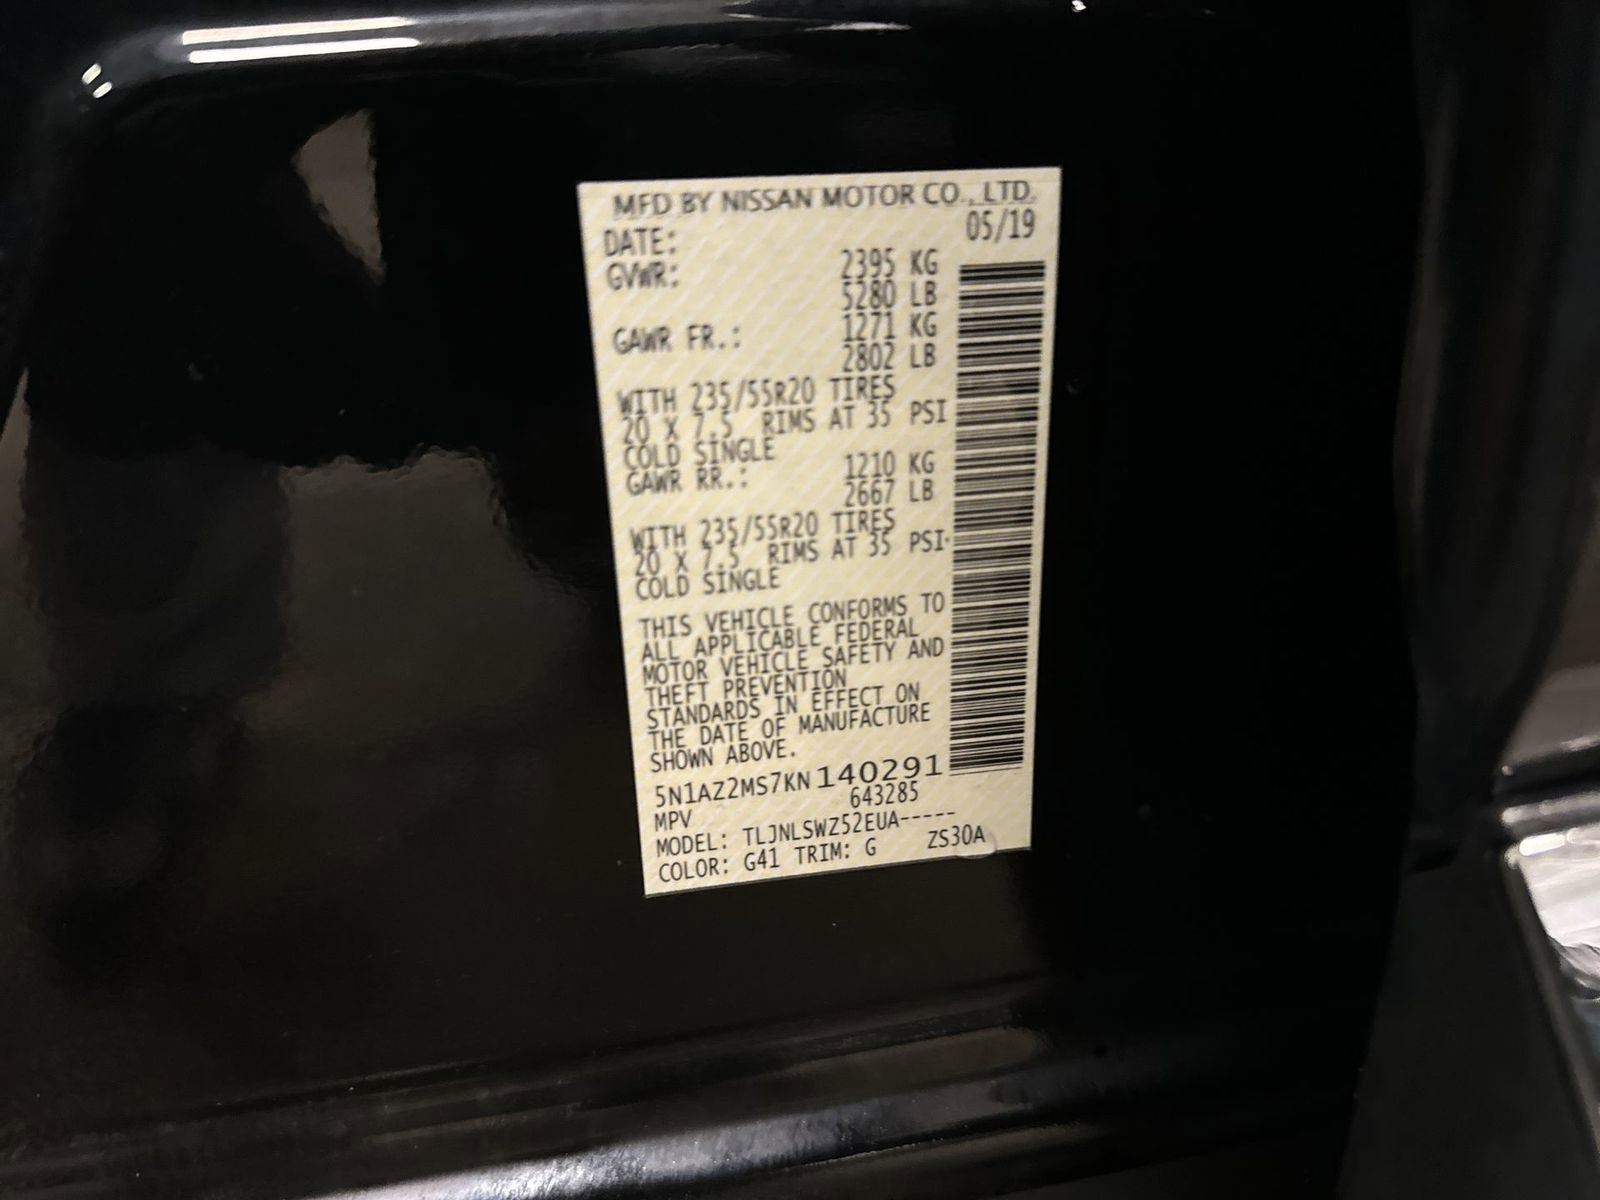 MFD BY NISSAN MOTOR CO., LTD.
DATE: 05/19
GVWR: 2395 KG
5280 LB
GAWR FR.: 1271 KG
2802 LB
WITH 235/55R20 TIRES
20 X 7.5 RIMS AT 35 PSI
COLD SINGLE
GAWR RR.: 1210 KG
2667 LB
WITH 235/55R20 TIRES
20 X 7.5 RIMS AT 35 PSI
COLD SINGLE
THIS VEHICLE CONFORMS TO
ALL APPLICABLE FEDERAL
MOTOR VEHICLE SAFETY AND
THEFT PREVENTION
STANDARDS IN EFFECT ON
THE DATE OF MANUFACTURE
SHOWN ABOVE.
5N1AZ2MS7KN140291
MPV 643285
MODEL: TLJNLSWZ52EUA-----
COLOR: G41 TRIM: G ZS30A